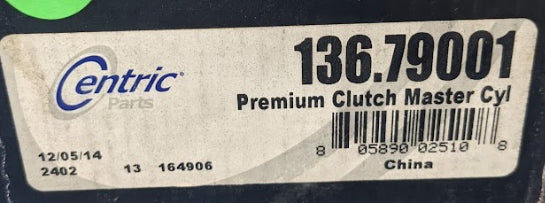 136.79001
Centric
Parts
Premium Clutch Master Cyl
8 05890 02510 8
China
12/05/14
2402 13 164906